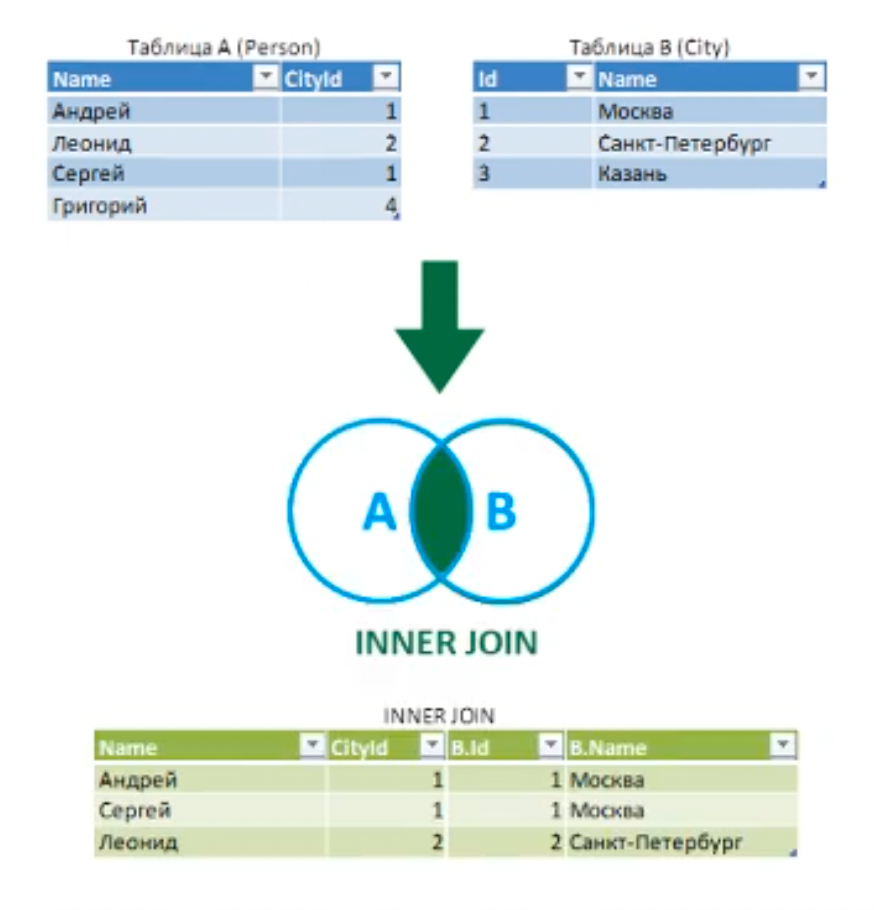 Таблица A (Person)
Name CityId
Андрей 1
Леонид 2
Сергей 1
Григорий 4
Таблица B (City)
Id Name
1 Москва
2 Санкт-Петербург
3 Казань
A B
INNER JOIN
INNER JOIN
Name CityId B.Id B.Name
Андрей 1 1 Москва
Сергей 1 1 Москва
Леонид 2 2 Санкт-Петербург